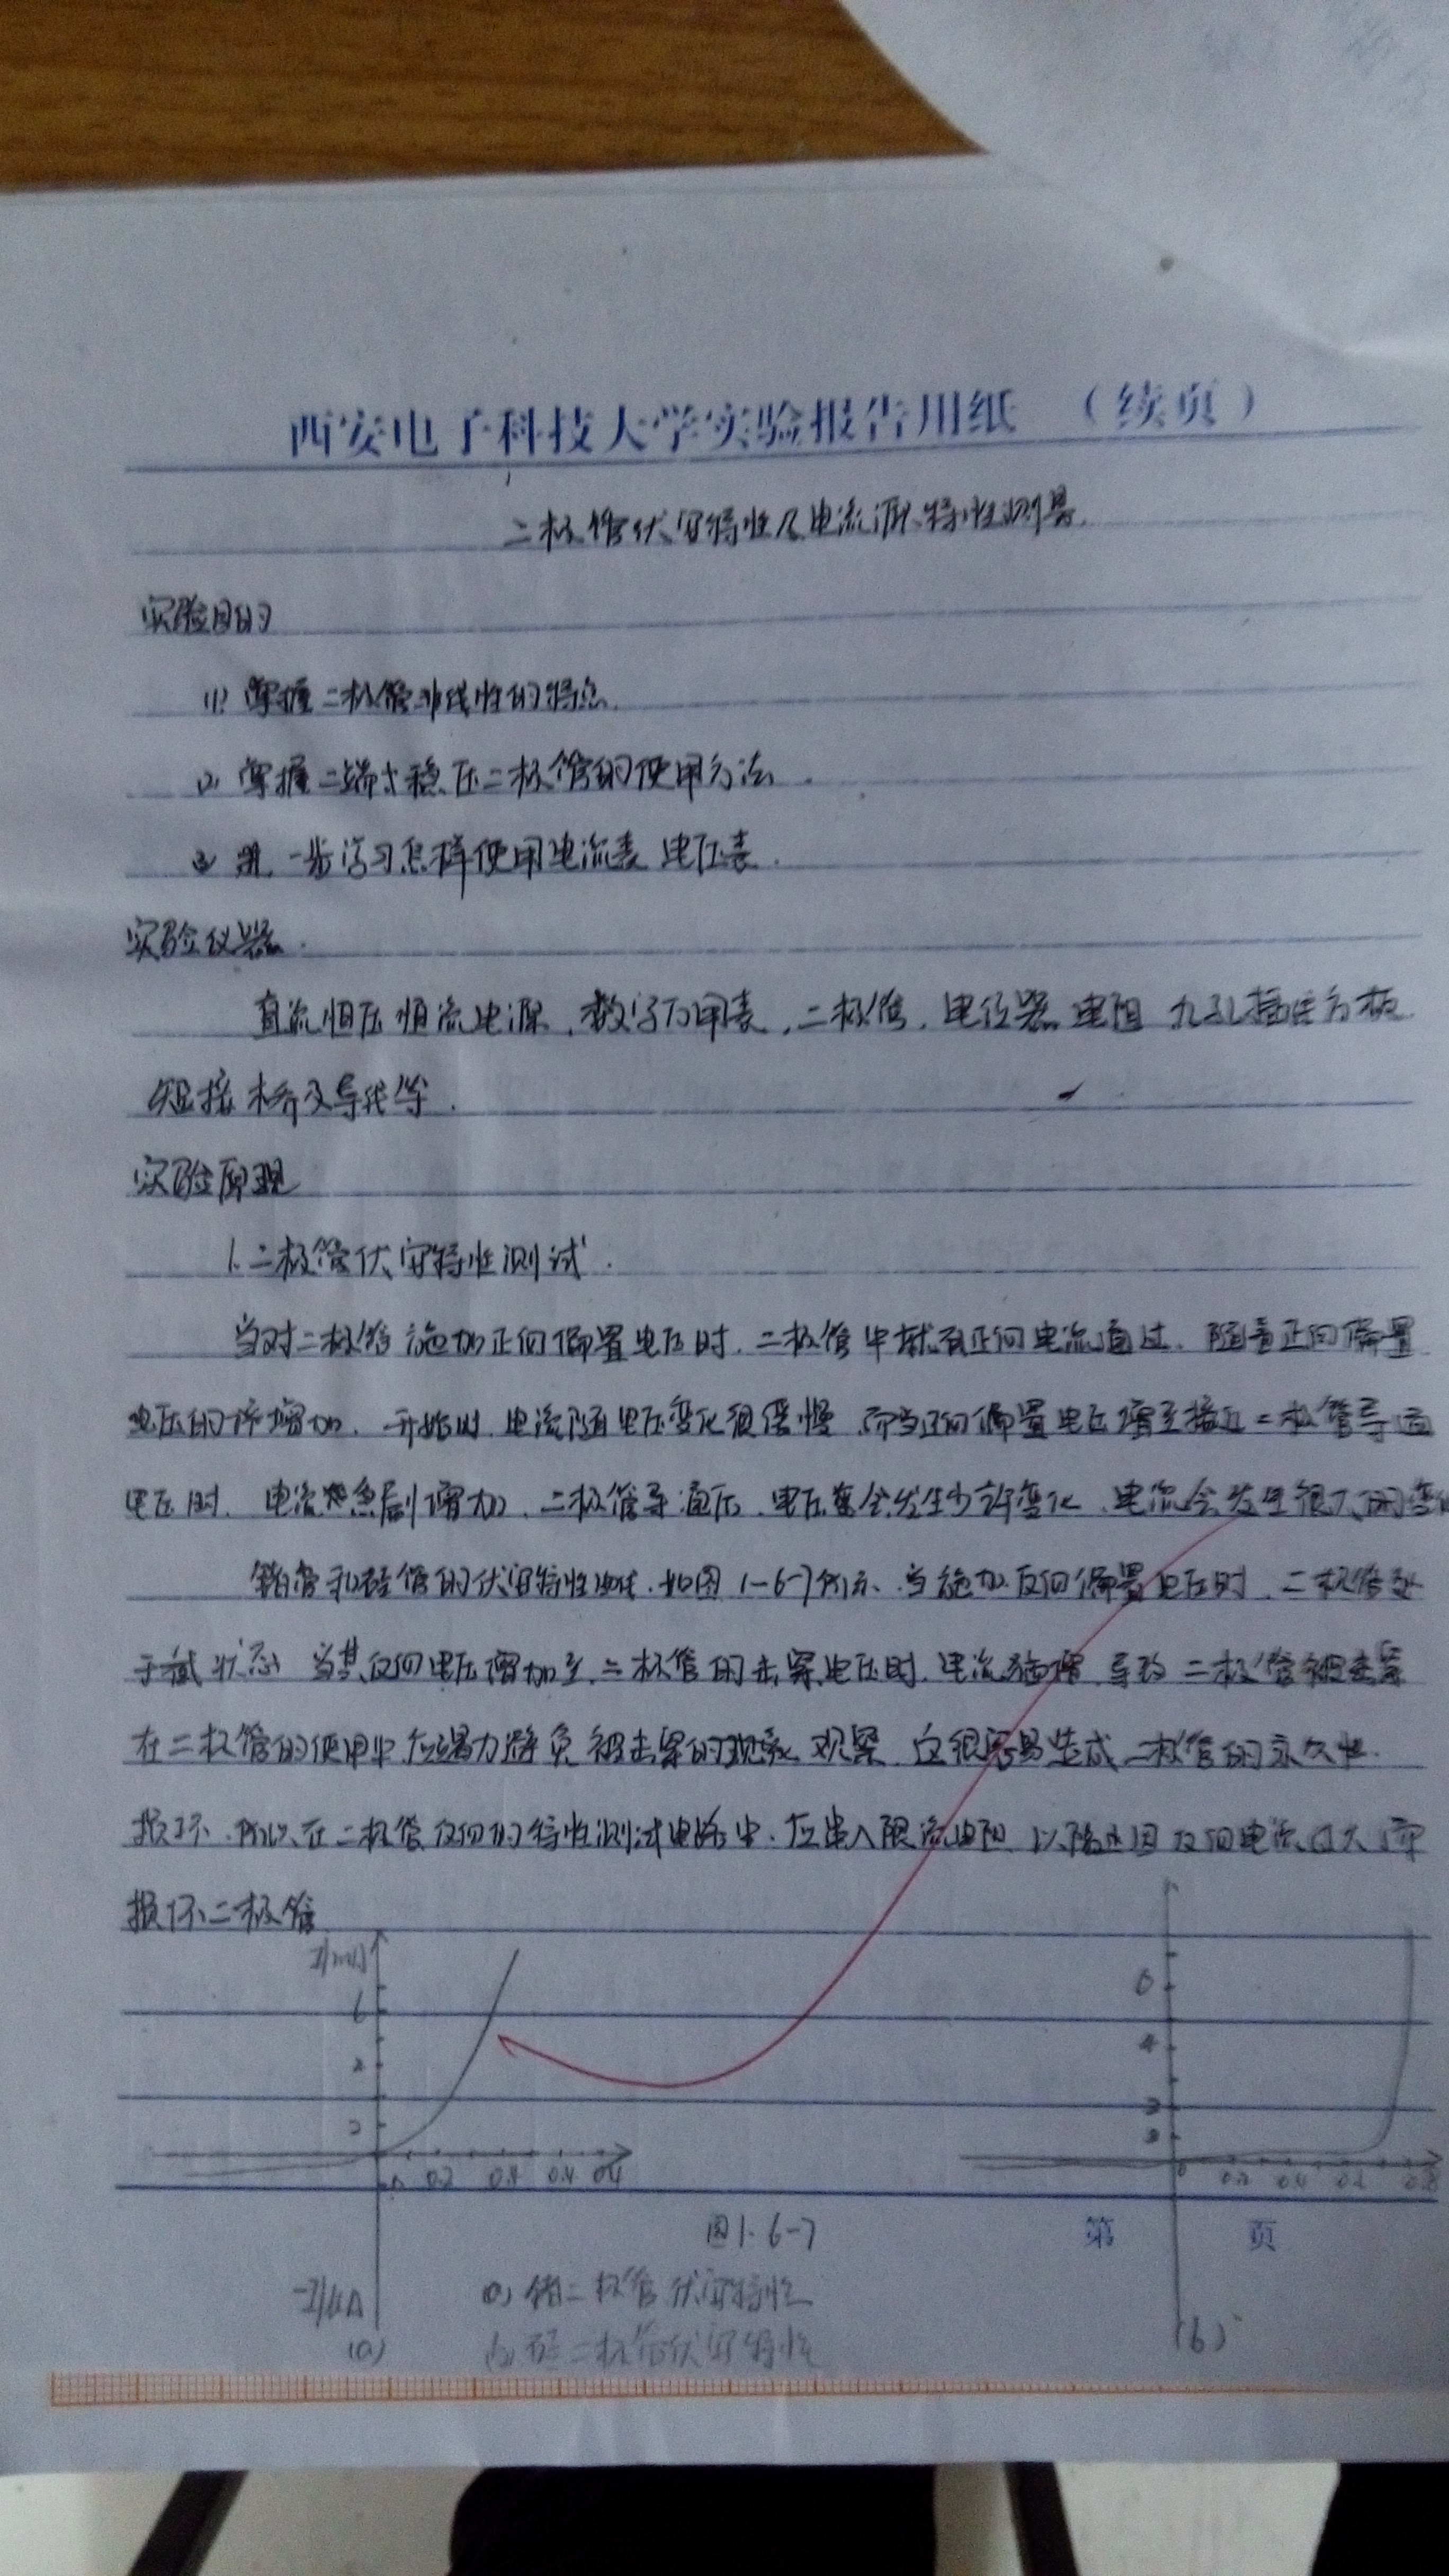 西安电子科技大学实验报告用纸 （续页）
二极管伏安特性及电流源特性测量.
实验目的
(1) 掌握二极管非线性的特点.
(2) 掌握二端式稳压二极管的使用方法.
(3) 进一步学习怎样使用电流表 电压表.
实验仪器.
直流恒压恒流电源, 数字万用表, 二极管, 电位器 电阻 九孔插件方板
短接桥及导线等.
实验原理
1. 二极管伏安特性测试.
当对二极管施加正向偏置电压时, 二极管中就有正向电流通过, 随着正向偏置
电压的增加, 开始时, 电流随电压变化很缓慢 而当正向偏置电压增至接近二极管导通
电压时, 电流急剧增加, 二极管导通后, 电压会发生少许变化, 电流会发生很大的变化
锗管和硅管的伏安特性曲线, 如图1-6-7所示, 当施加反向偏置电压时, 二极管处
于截状态 当其反向电压增加至二极管的击穿电压时, 电流猛增, 导致二极管被击穿
在二极管的使用中 应竭力避免被击穿的现象 观察 这很容易造成二极管的永久性
损坏, 所以在二极管反向的特性测试电路中, 应串入限流电阻 以防止因反向电流过大而
损坏二极管
I/mA
6
2
2
0.2 0.4 0.4
6
4
2
0
0.2 0.4
图1-6-7
第 页
-I/μA
(a) 锗二极管伏安特性
(a)
(b) 硅二极管伏安特性
(b)